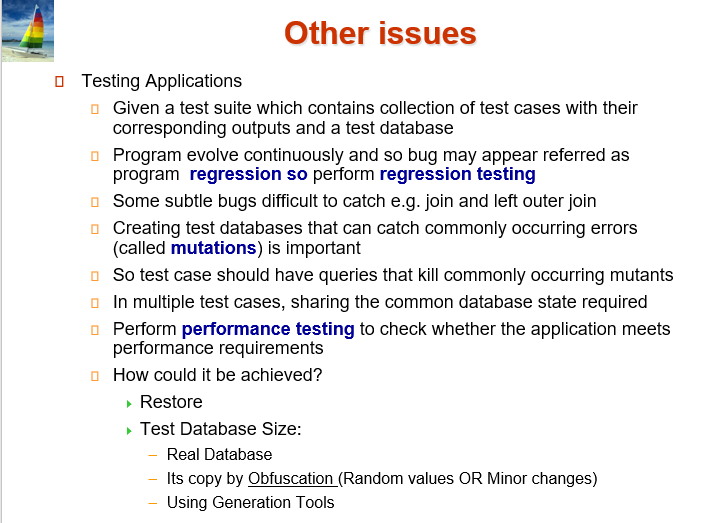 Other issues
Testing Applications
Given a test suite which contains collection of test cases with their
corresponding outputs and a test database
Program evolve continuously and so bug may appear referred as
program  regression so perform regression testing
Some subtle bugs difficult to catch e.g. join and left outer join
Creating test databases that can catch commonly occurring errors
(called mutations) is important
So test case should have queries that kill commonly occurring mutants
In multiple test cases, sharing the common database state required
Perform performance testing to check whether the application meets
performance requirements
How could it be achieved?
Restore
Test Database Size:
– Real Database
– Its copy by Obfuscation (Random values OR Minor changes)
– Using Generation Tools